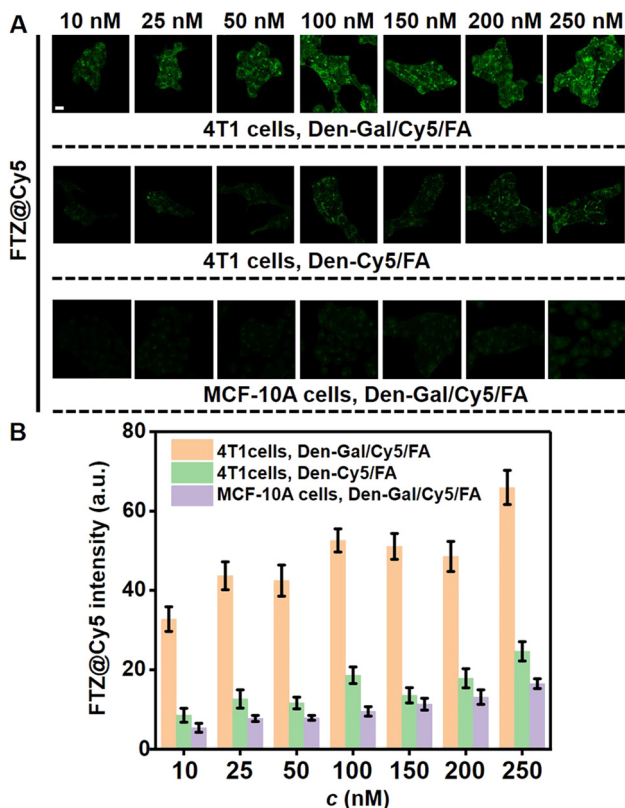 A
10 nM 25 nM 50 nM 100 nM 150 nM 200 nM 250 nM
FTZ@Cy5
4T1 cells, Den-Gal/Cy5/FA
4T1 cells, Den-Cy5/FA
MCF-10A cells, Den-Gal/Cy5/FA
B
80
60
40
20
0
FTZ@Cy5 intensity (a.u.)
4T1cells, Den-Gal/Cy5/FA
4T1cells, Den-Cy5/FA
MCF-10A cells, Den-Gal/Cy5/FA
10 25 50 100 150 200 250
c (nM)